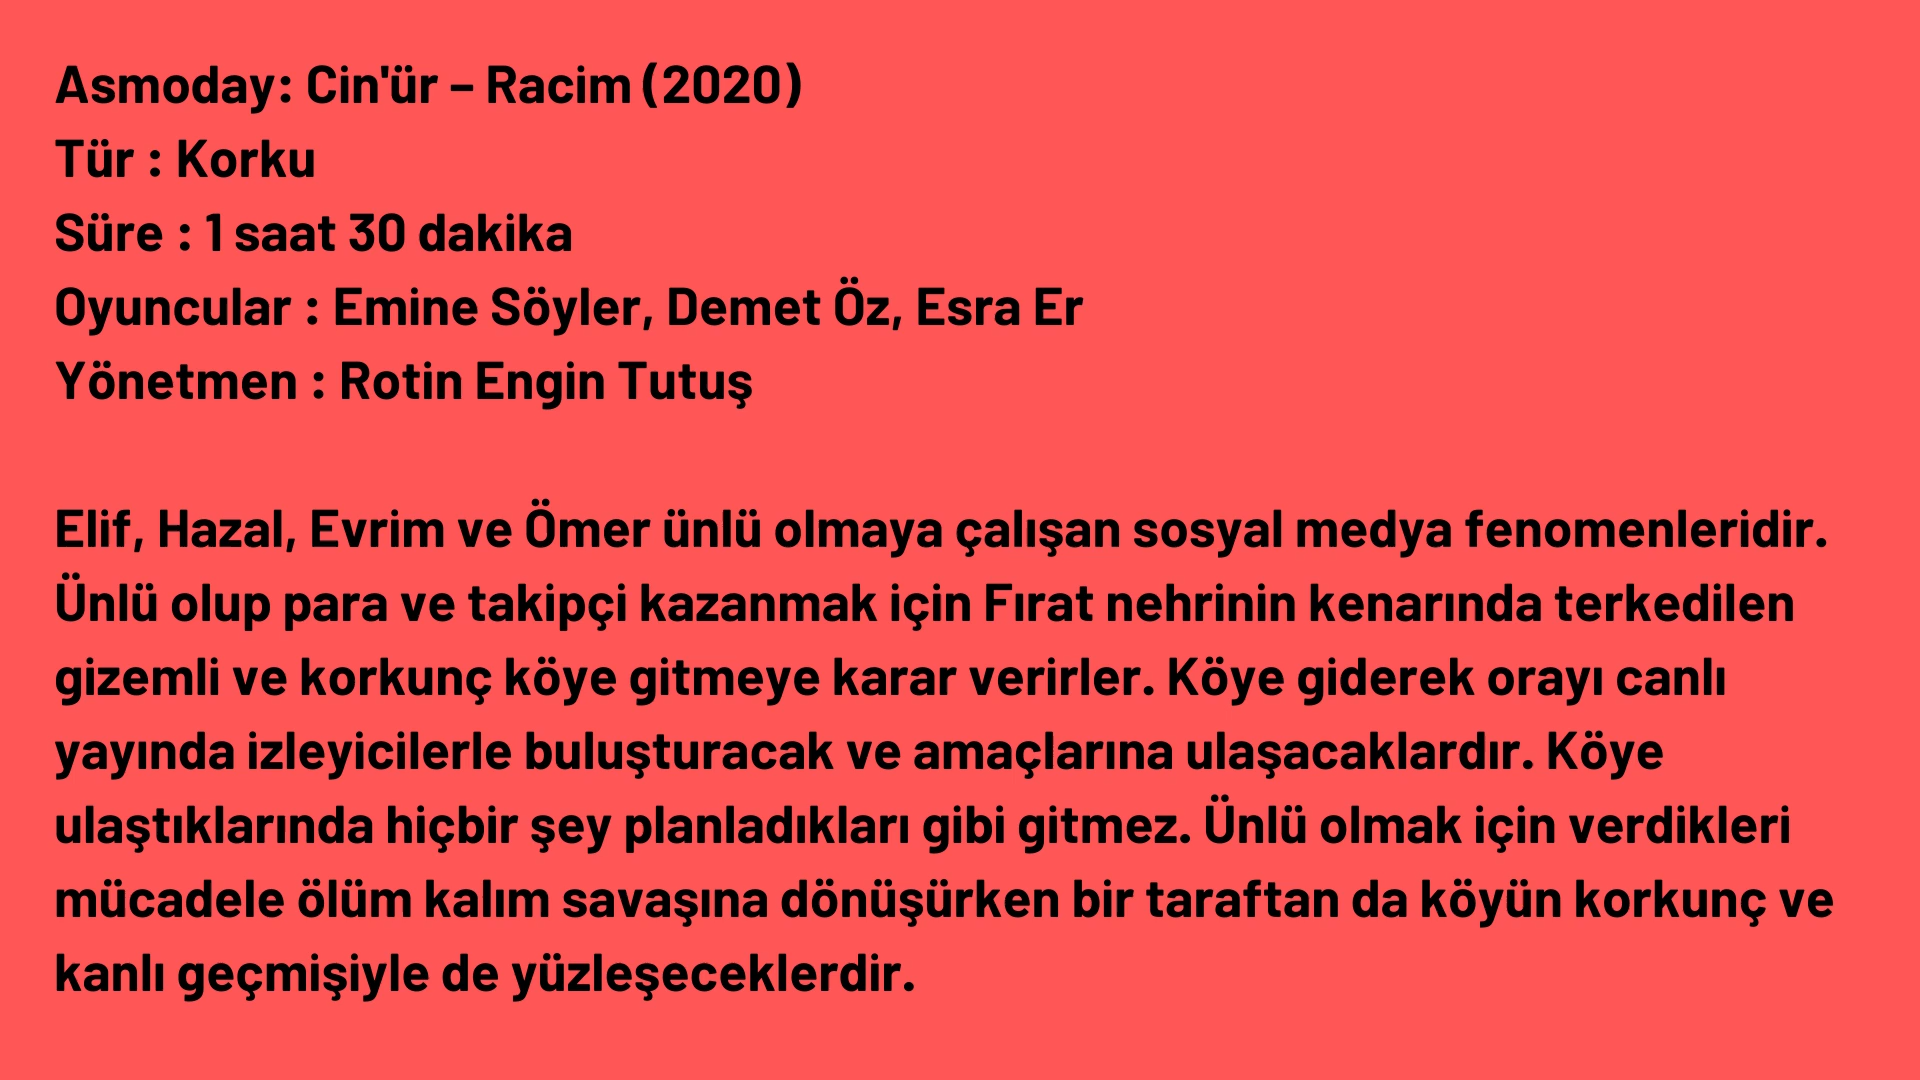 Asmoday: Cin'ür – Racim (2020)
Tür : Korku
Süre : 1 saat 30 dakika
Oyuncular : Emine Söyler, Demet Öz, Esra Er
Yönetmen : Rotin Engin Tutuş
Elif, Hazal, Evrim ve Ömer ünlü olmaya çalışan sosyal medya fenomenleridir.
Ünlü olup para ve takipçi kazanmak için Fırat nehrinin kenarında terkedilen
gizemli ve korkunç köye gitmeye karar verirler. Köye giderek orayı canlı
yayında izleyicilerle buluşturacak ve amaçlarına ulaşacaklardır. Köye
ulaştıklarında hiçbir şey planladıkları gibi gitmez. Ünlü olmak için verdikleri
mücadele ölüm kalım savaşına dönüşürken bir taraftan da köyün korkunç ve
kanlı geçmişiyle de yüzleşeceklerdir.